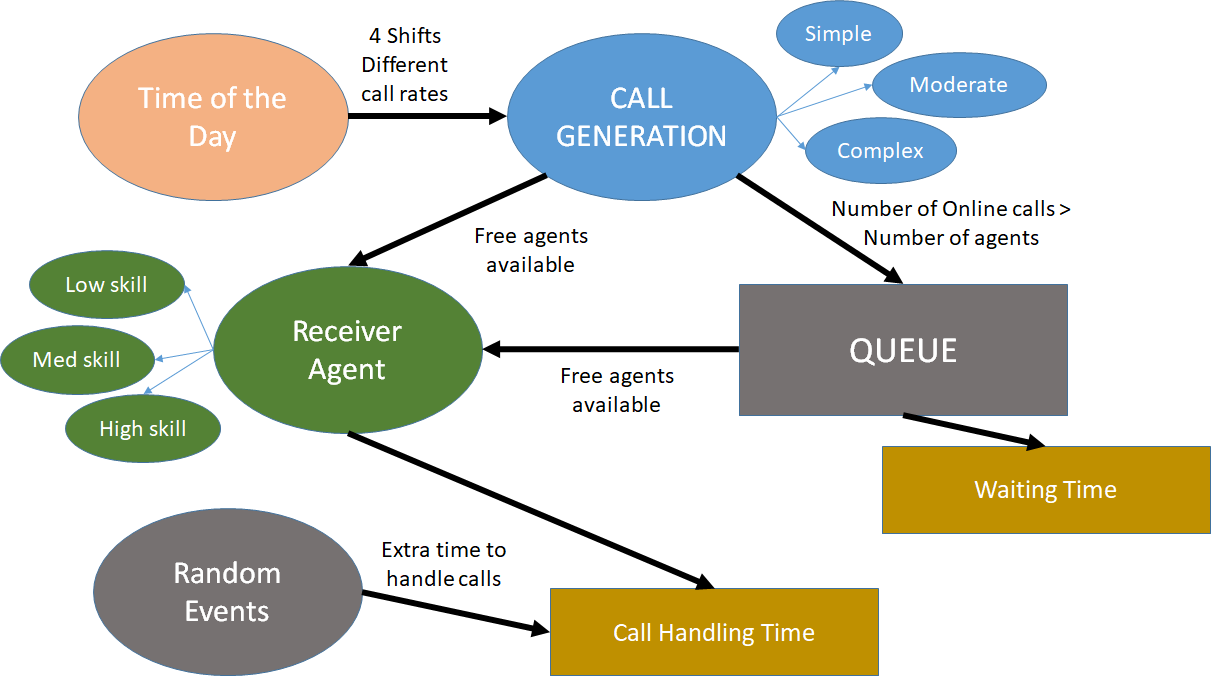 4 Shifts
Different
call rates
Time of the
Day
CALL
GENERATION
Simple
Moderate
Complex
Number of Online calls >
Number of agents
Free agents
available
Low skill
Med skill
High skill
Receiver
Agent
QUEUE
Free agents
available
Waiting Time
Random
Events
Extra time to
handle calls
Call Handling Time